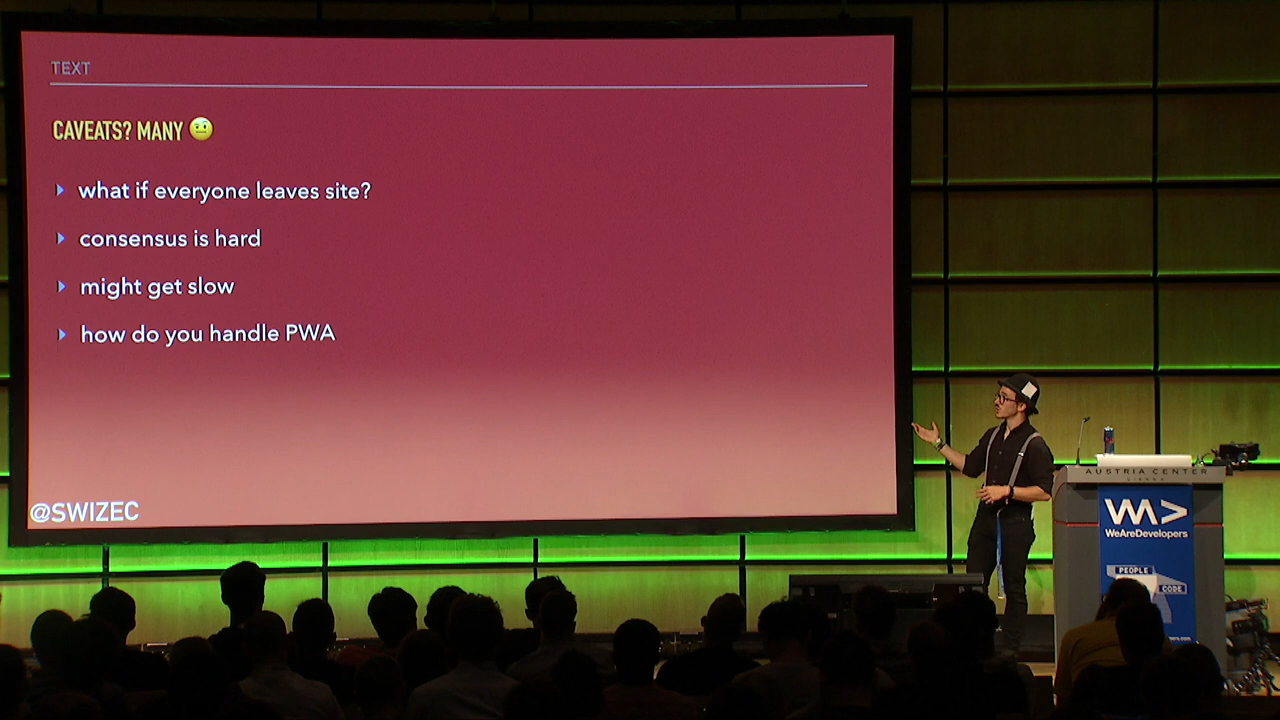 TEXT
CAVEATS? MANY 🤨
what if everyone leaves site?
consensus is hard
might get slow
how do you handle PWA
@SWIZEC
AUSTRIA CENTER
VIENNA
WeAreDevelopers
PEOPLE
CODE